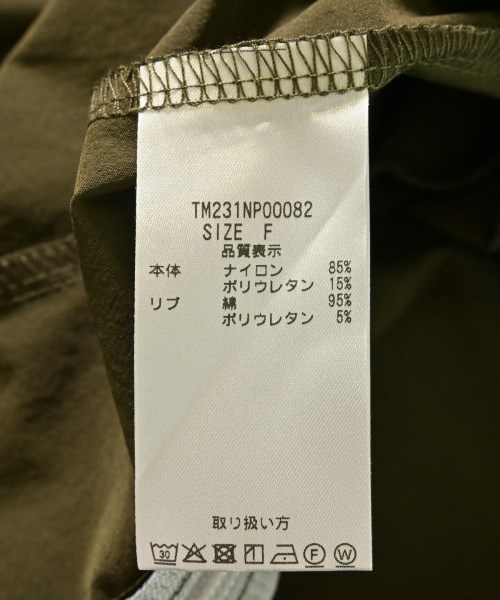 TM231NP00082
SIZE F
品質表示
本体 ナイロン 85%
ポリウレタン 15%
リブ 綿 95%
ポリウレタン 5%
取り扱い方
30 F W